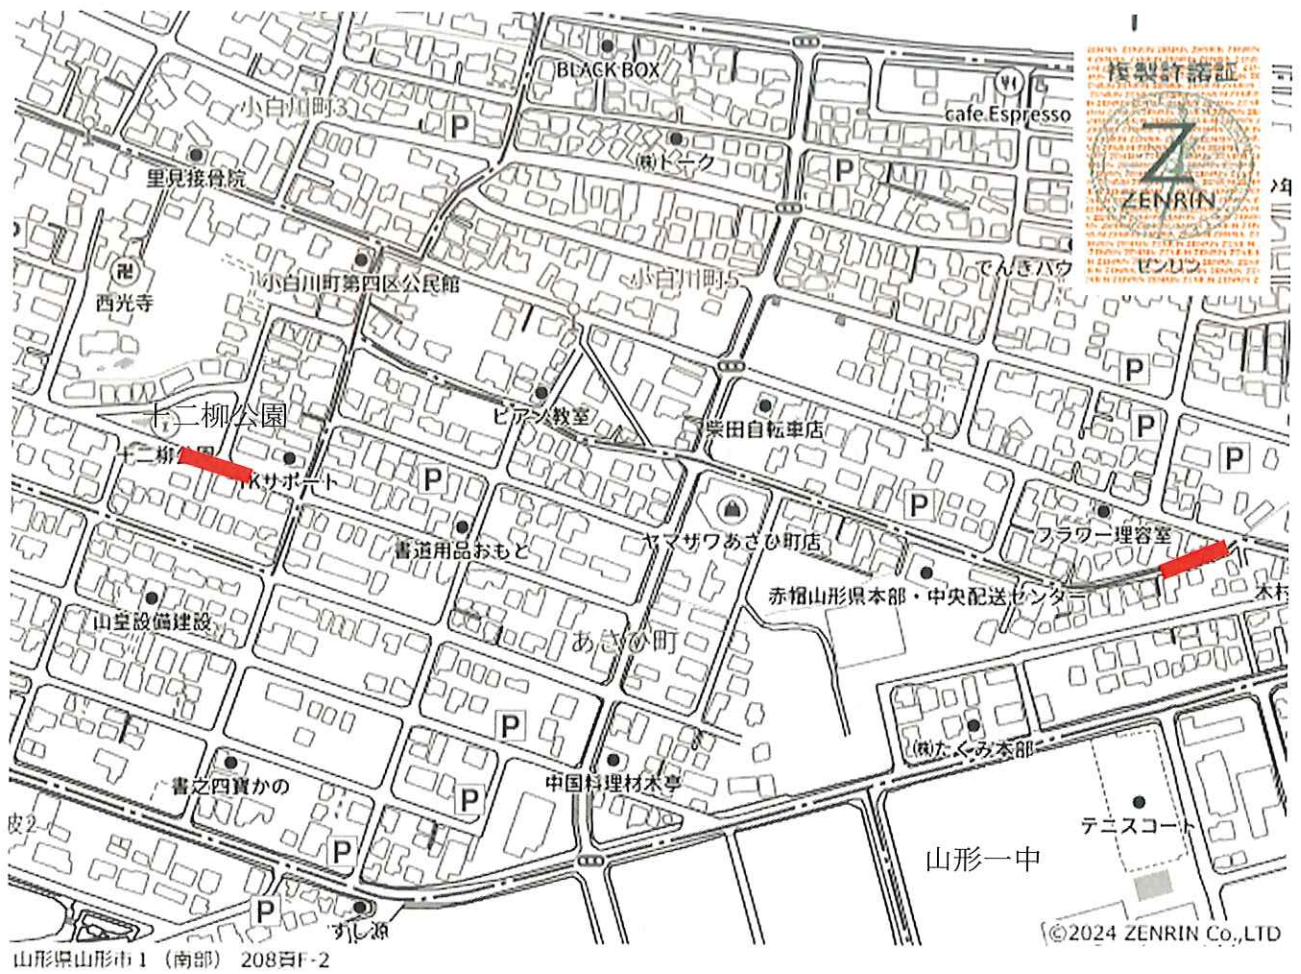 BLACK BOX
複製許諾証
小白川町3
P
cafe Espresso
㈱トーク
P
Z
ZENRIN
里見接骨院
少年
ゼンリン
でんきパウ
小白川町第四区公民館
小白川町5
卍
西光寺
P
P
十二柳公園
ピアノ教室
柴田自転車店
P
TKサポート
P
P
書道用品おもと
ヤマザワあさひ町店
フラワー理容室
赤帽山形県本部・中央配送センター
木村
山皇設備建設
あさひ町
P
㈱たくみ本部
書之四寶かの
中国料理材木亭
P
テニスコート
波2
P
山形一中
P
すし源
©2024 ZENRIN Co.,LTD
山形県山形市1 (南部) 208頁F-2